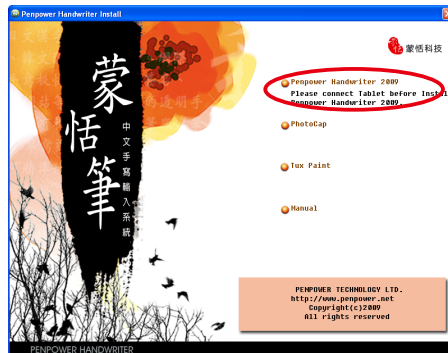 Penpower Handwriter Install
蒙恬科技
Penpower Handwriter 2009
Please connect Tablet before Instal
Penpower Handwriter 2009.
PhotoCap
Tux Paint
Manual
蒙恬筆
中文手寫輸入系統
PENPOWER TECHNOLOGY LTD.
http://www.penpower.net
Copyright(c)2009
All rights reserved
PENPOWER HANDWRITER